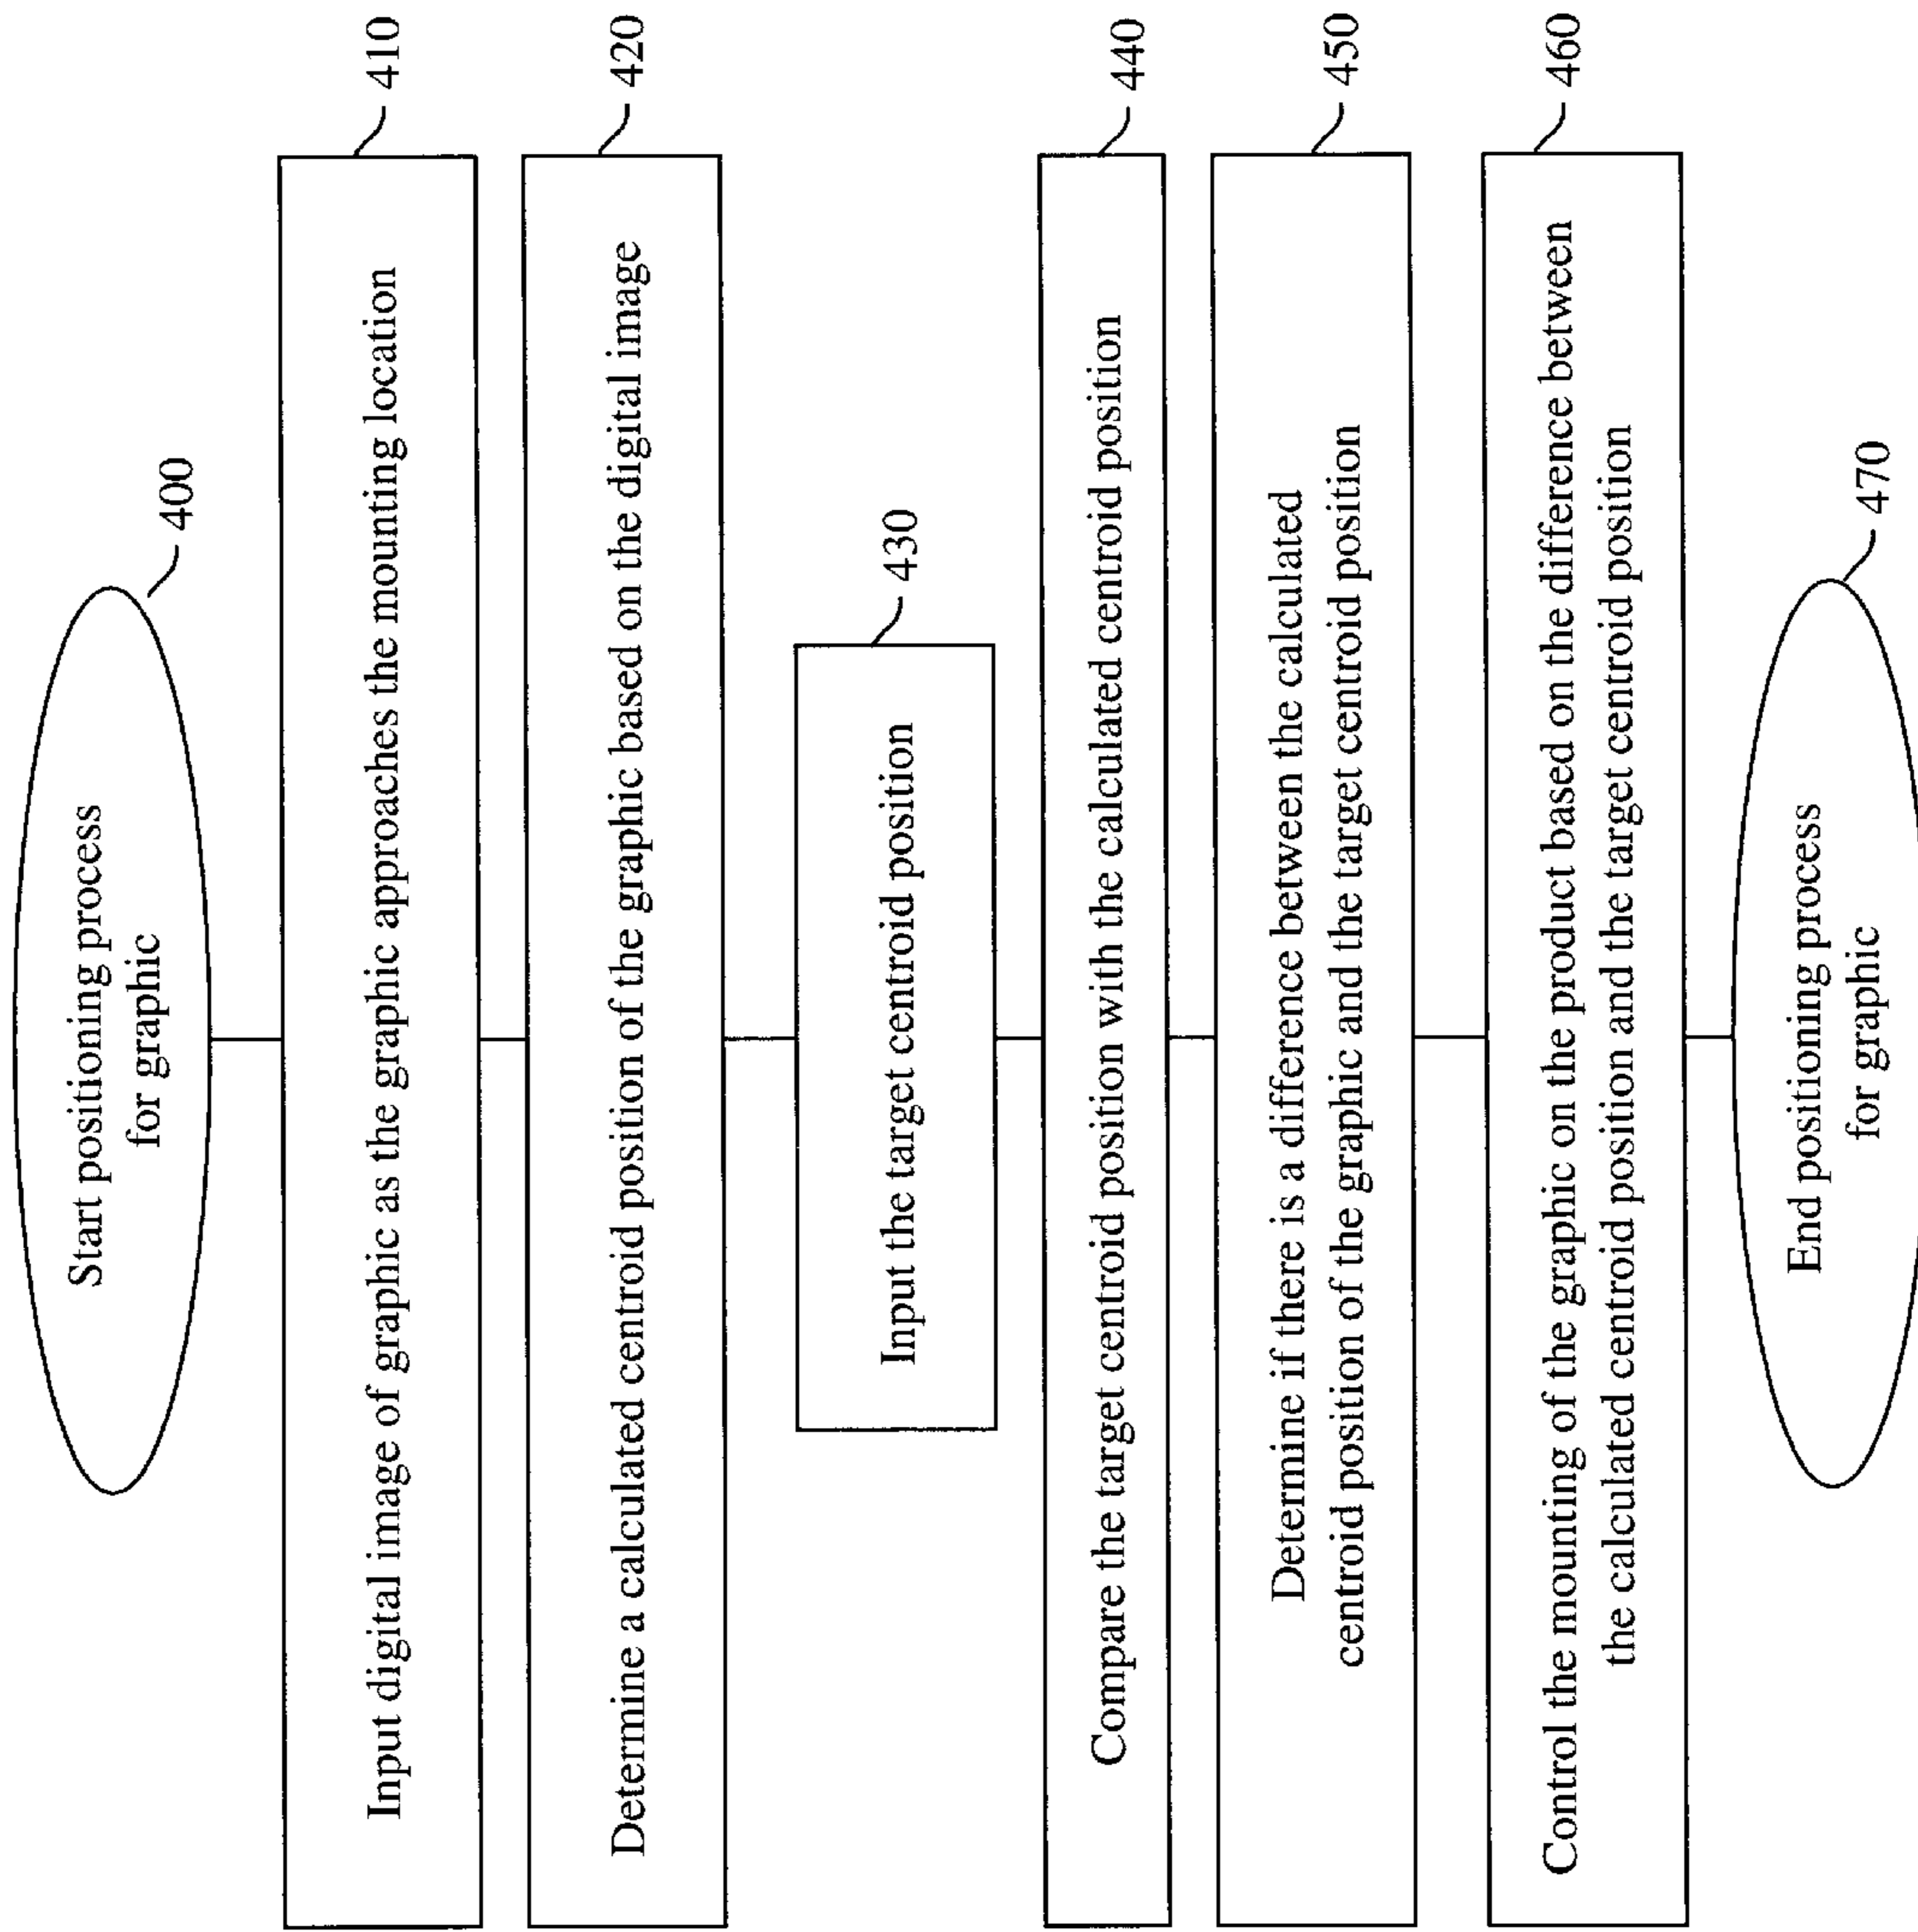 Start positioning process
for graphic
400
Input digital image of graphic as the graphic approaches the mounting location
410
Determine a calculated centroid position of the graphic based on the digital image
420
Input the target centroid position
430
Compare the target centroid position with the calculated centroid position
440
Determine if there is a difference between the calculated
centroid position of the graphic and the target centroid position
450
Control the mounting of the graphic on the product based on the difference between
the calculated centroid position and the target centroid position
460
End positioning process
for graphic
470